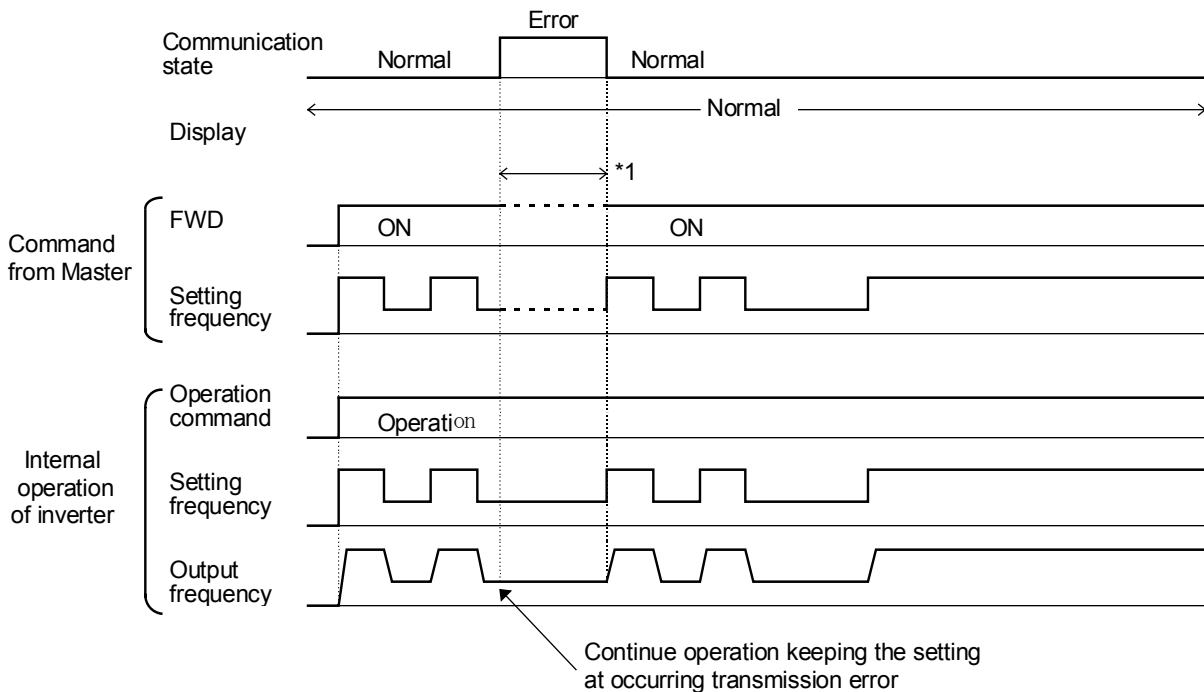 Error
Communication
state
Normal
Normal
Normal
Display
*1
Command
from Master
FWD
ON
ON
Setting
frequency
Internal
operation
of inverter
Operation
command
Operation
Setting
frequency
Output
frequency
Continue operation keeping the setting
at occurring transmission error